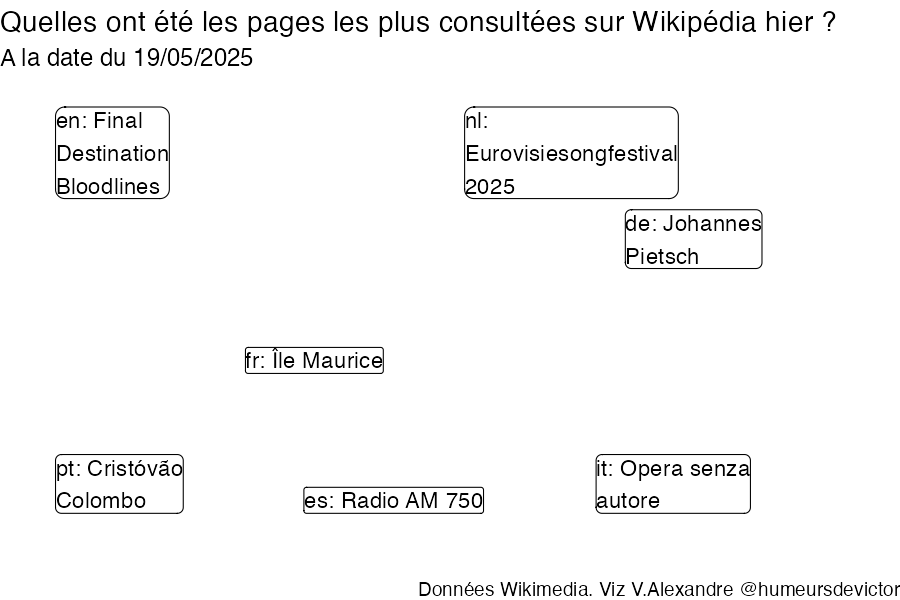 Quelles ont été les pages les plus consultées sur Wikipédia hier ?
A la date du 19/05/2025
en: Final
Destination
Bloodlines
nl:
Eurovisiesongfestival
2025
de: Johannes
Pietsch
fr: Île Maurice
pt: Cristóvão
Colombo
es: Radio AM 750
it: Opera senza
autore
Données Wikimedia. Viz V.Alexandre @humeursdevictor